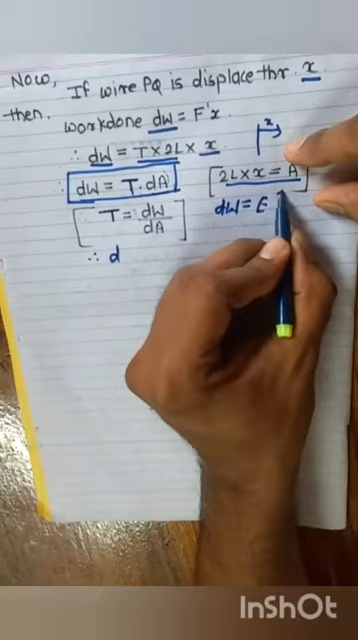 Now, If wire PQ is displace thr. x
then. workdone dw = F'x.
∴ dw = T×2L× x
x
∴ dw = T. dA [2L×x = A]
T = dw/dA dW = E
∴ d
InShOt